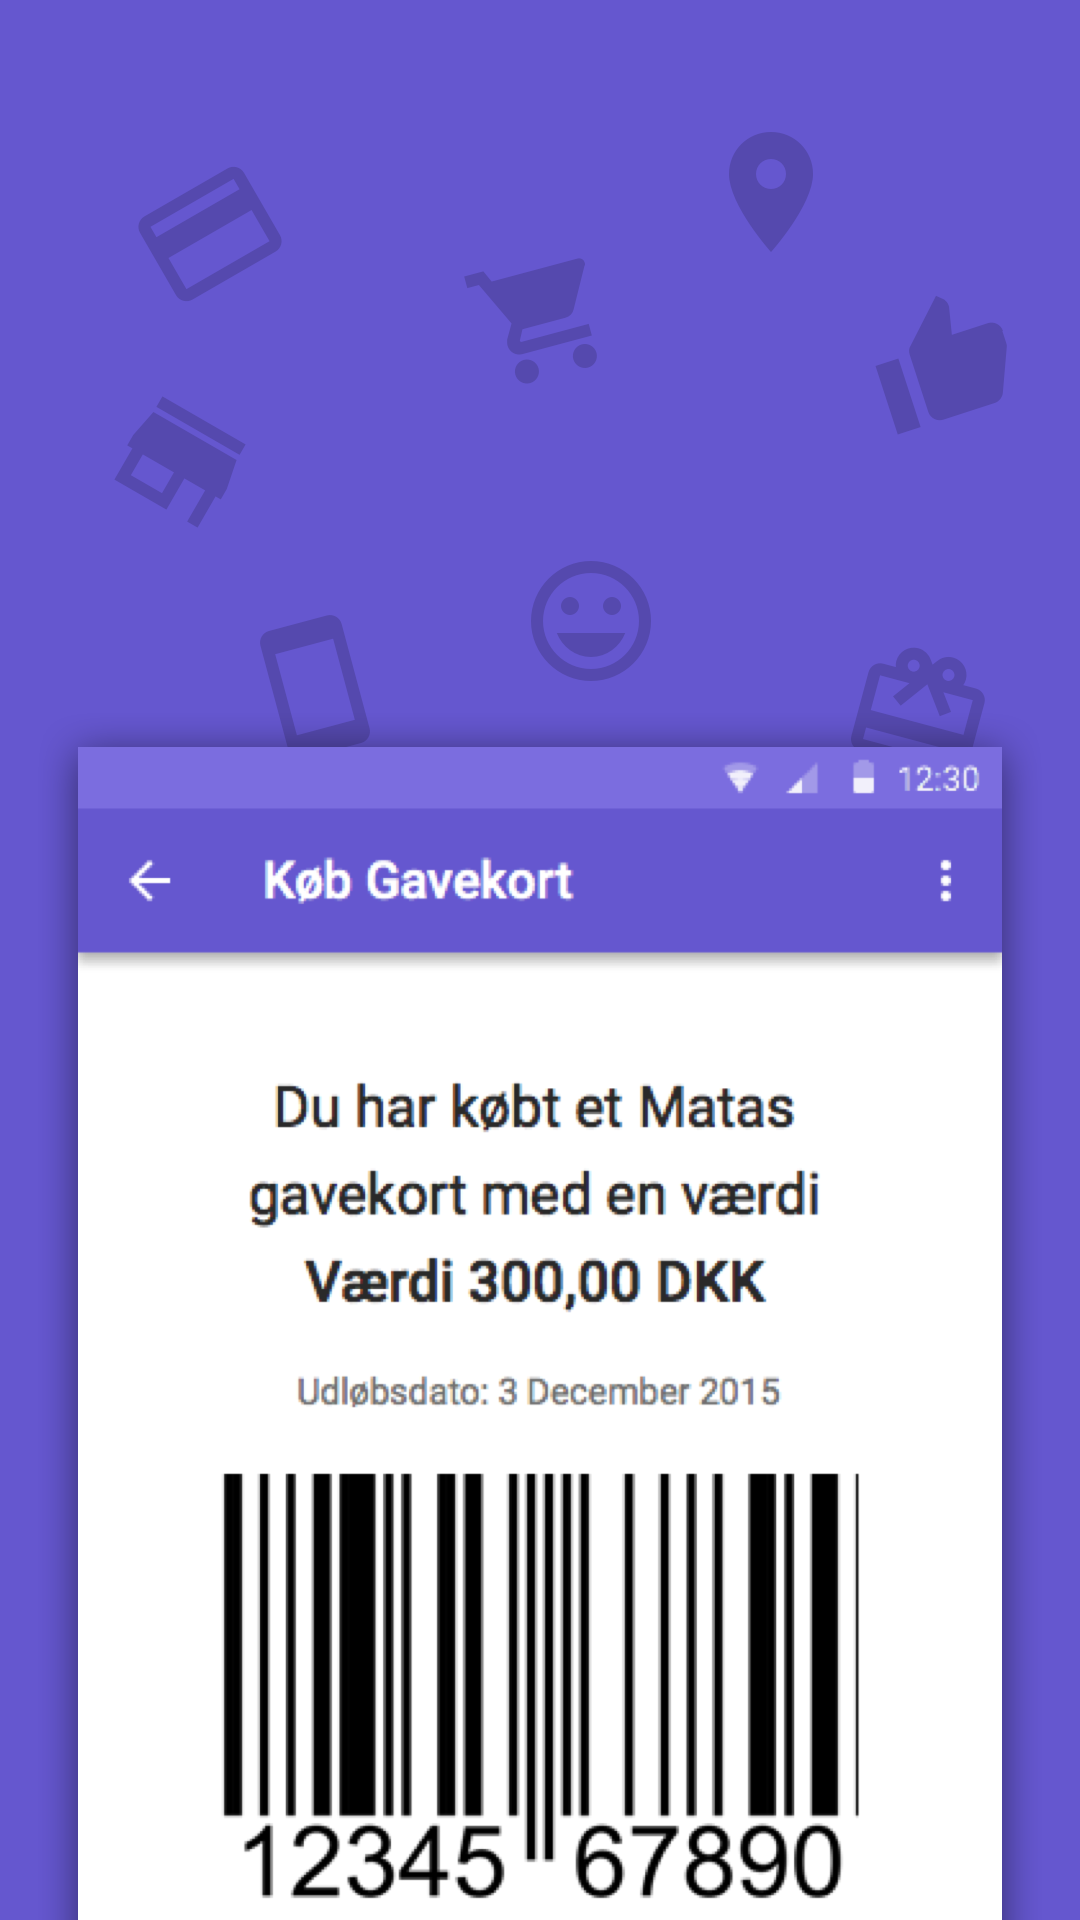 12:30
Køb Gavekort
Du har købt et Matas
gavekort med en værdi
Værdi 300,00 DKK
Udløbsdato: 3 December 2015
12345 67890